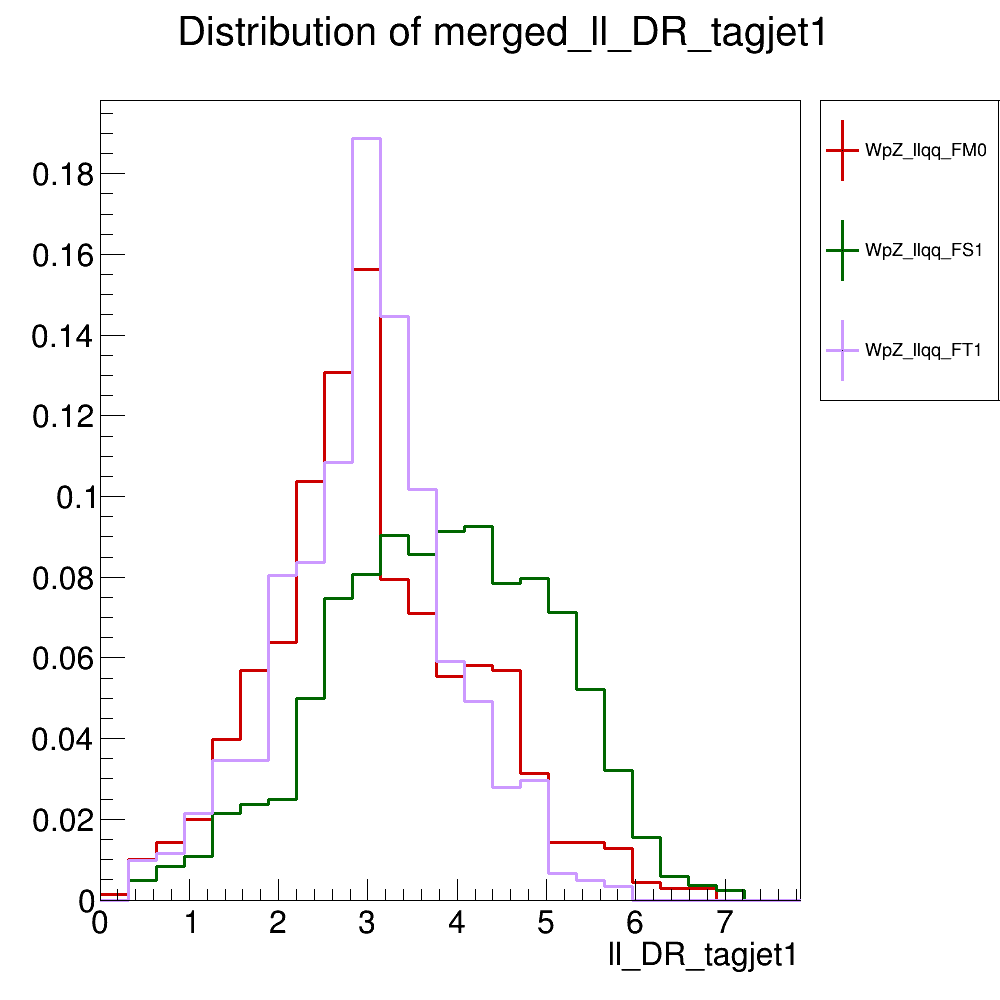 Distribution of merged_ll_DR_tagjet1
WpZ_llqq_FM0
WpZ_llqq_FS1
WpZ_llqq_FT1
0.18
0.16
0.14
0.12
0.1
0.08
0.06
0.04
0.02
0
0 1 2 3 4 5 6 7
ll_DR_tagjet1